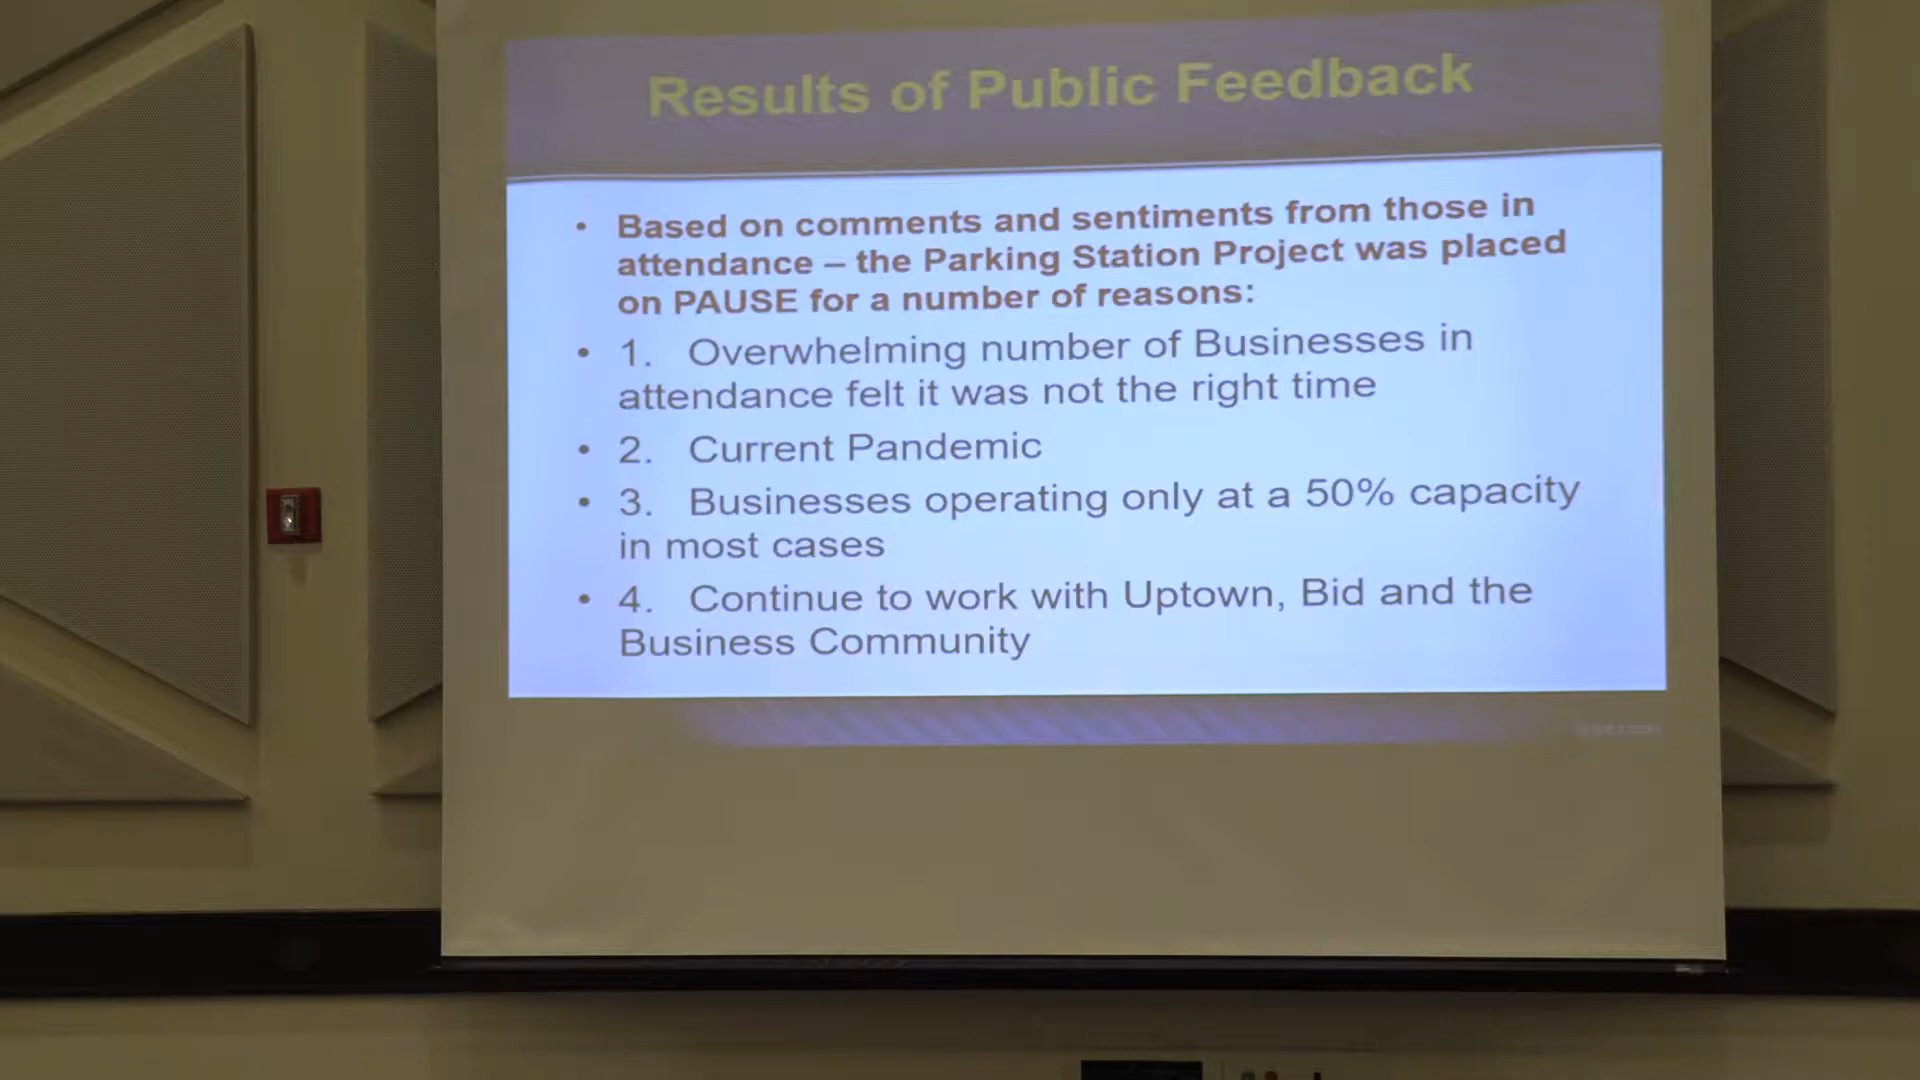 Results of Public Feedback
• Based on comments and sentiments from those in
attendance – the Parking Station Project was placed
on PAUSE for a number of reasons:
• 1. Overwhelming number of Businesses in
attendance felt it was not the right time
• 2. Current Pandemic
• 3. Businesses operating only at a 50% capacity
in most cases
• 4. Continue to work with Uptown, Bid and the
Business Community